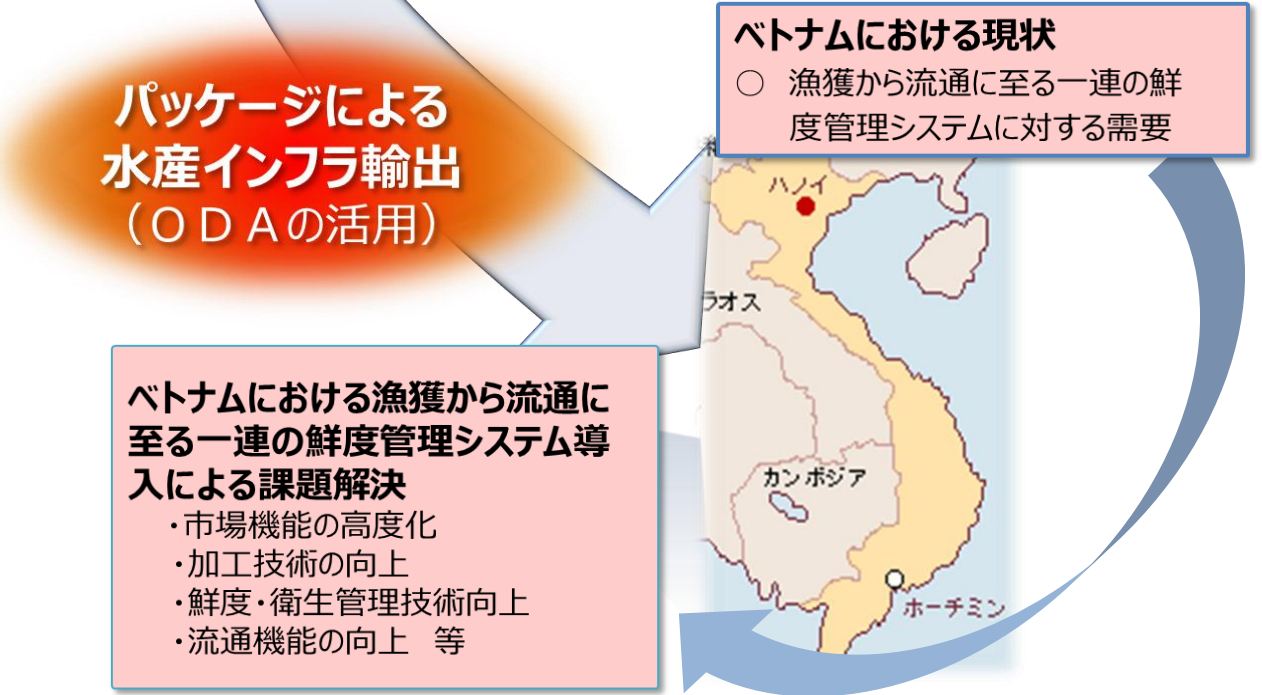 パッケージによる
水産インフラ輸出
（ＯＤＡの活用）
ベトナムにおける現状
○　漁獲から流通に至る一連の鮮
度管理システムに対する需要
ハノイ
ラオス
カンボジア
ホーチミン
ベトナムにおける漁獲から流通に
至る一連の鮮度管理システム導
入による課題解決
・市場機能の高度化
・加工技術の向上
・鮮度・衛生管理技術向上
・流通機能の向上　等